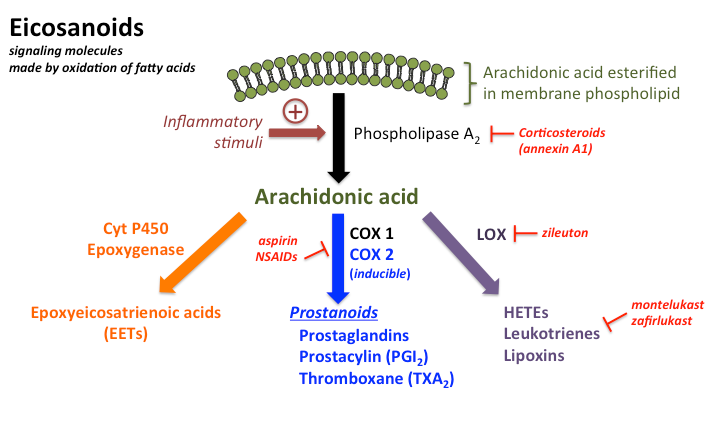 Eicosanoids
signaling molecules
made by oxidation of fatty acids
Arachidonic acid esterified
in membrane phospholipid
+
Inflammatory
stimuli
Phospholipase A₂
Corticosteroids
(annexin A1)
Arachidonic acid
Cyt P450
Epoxygenase
aspirin
NSAIDs
COX 1
COX 2
(inducible)
LOX
zileuton
Epoxyeicosatrienoic acids
(EETs)
Prostanoids
Prostaglandins
Prostacylin (PGI₂)
Thromboxane (TXA₂)
HETEs
Leukotrienes
Lipoxins
montelukast
zafirlukast